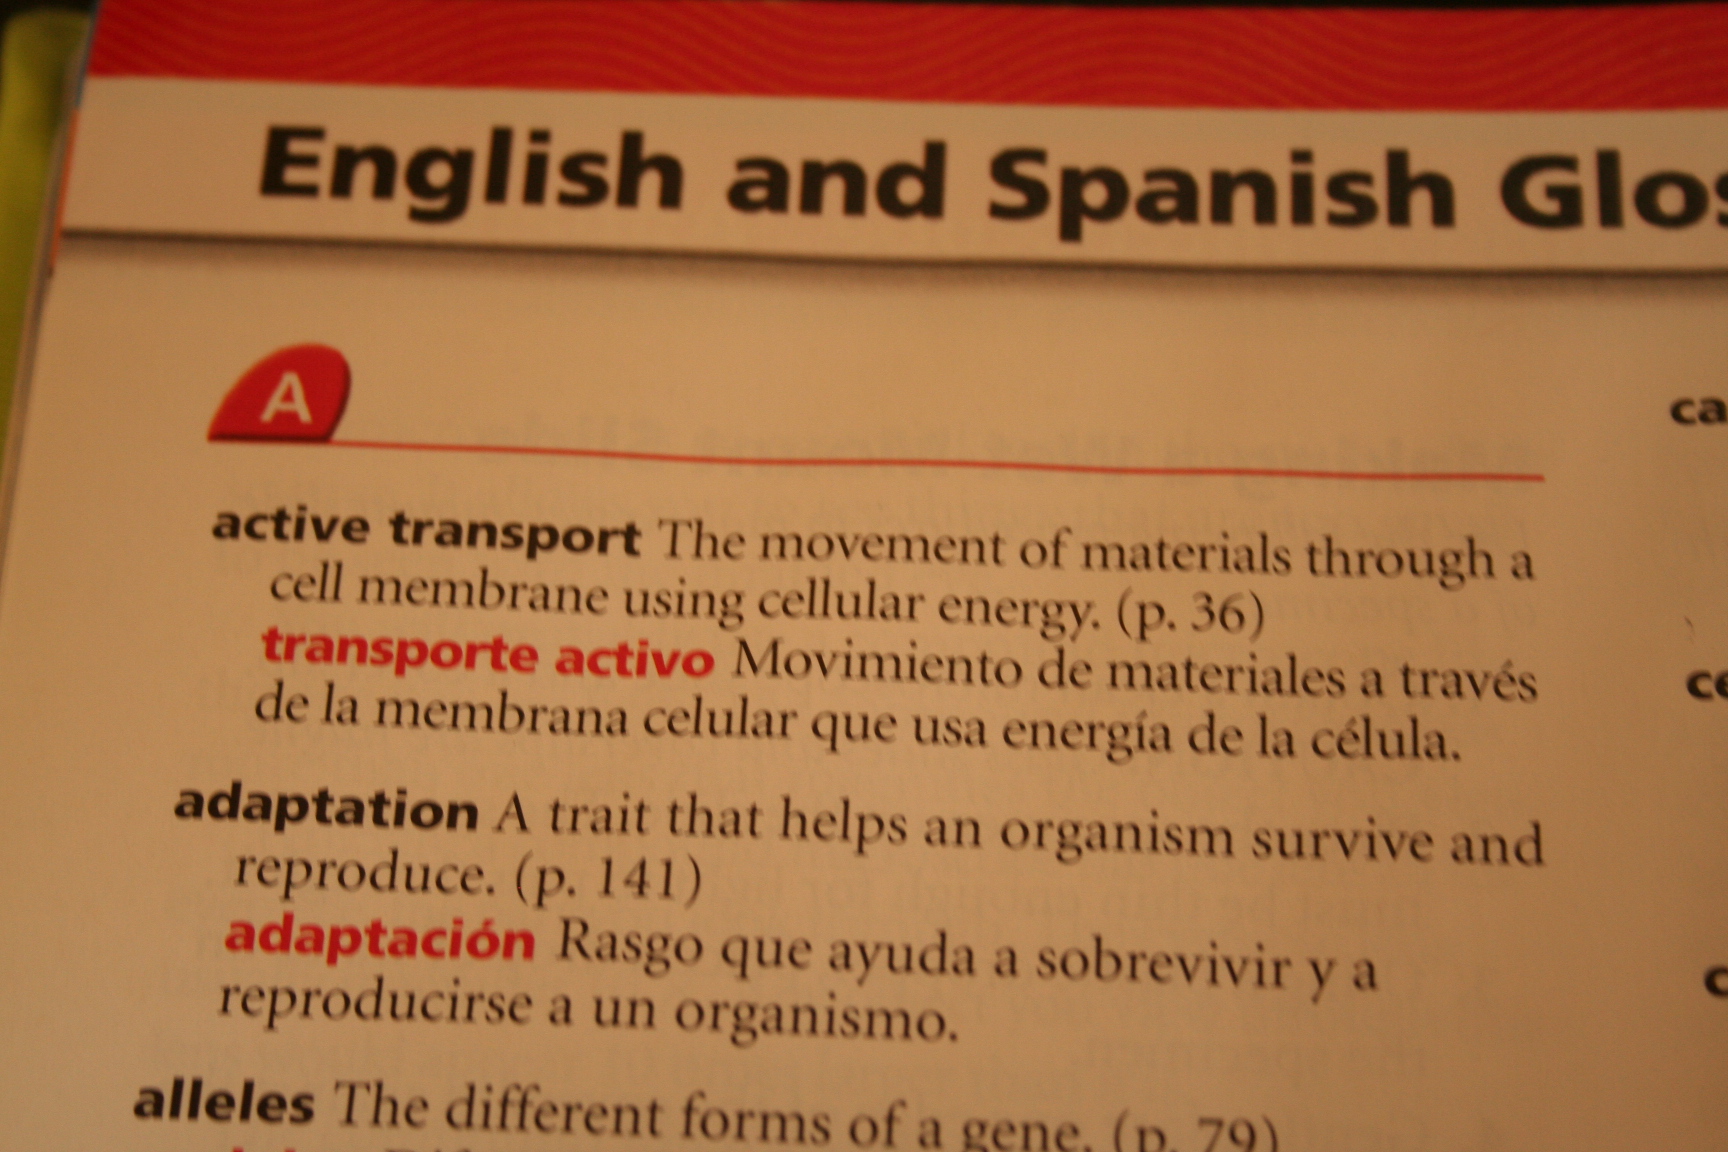 English and Spanish
A
active transport The movement of materials through a
cell membrane using cellular energy. (p. 36)
transporte activo Movimiento de materiales a través
de la membrana celular que usa energía de la célula.
adaptation A trait that helps an organism survive and
reproduce. (p. 141)
adaptación Rasgo que ayuda a sobrevivir y a
reproducirse a un organismo.
alleles The different forms of a gene. (p. 79)